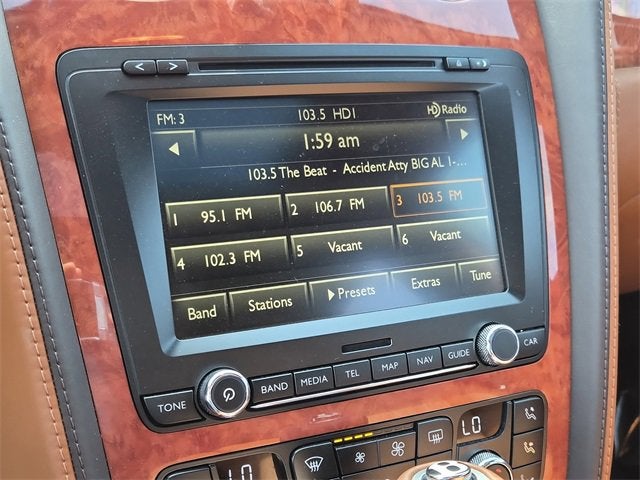 FM: 3 103.5 HD1 HD Radio
1:59 am
103.5 The Beat - Accident Atty BIG AL 1-...
1 95.1 FM 2 106.7 FM 3 103.5 FM
4 102.3 FM 5 Vacant 6 Vacant
Band Stations Presets Extras Tune
TONE BAND MEDIA TEL MAP NAV GUIDE CAR
LO LO